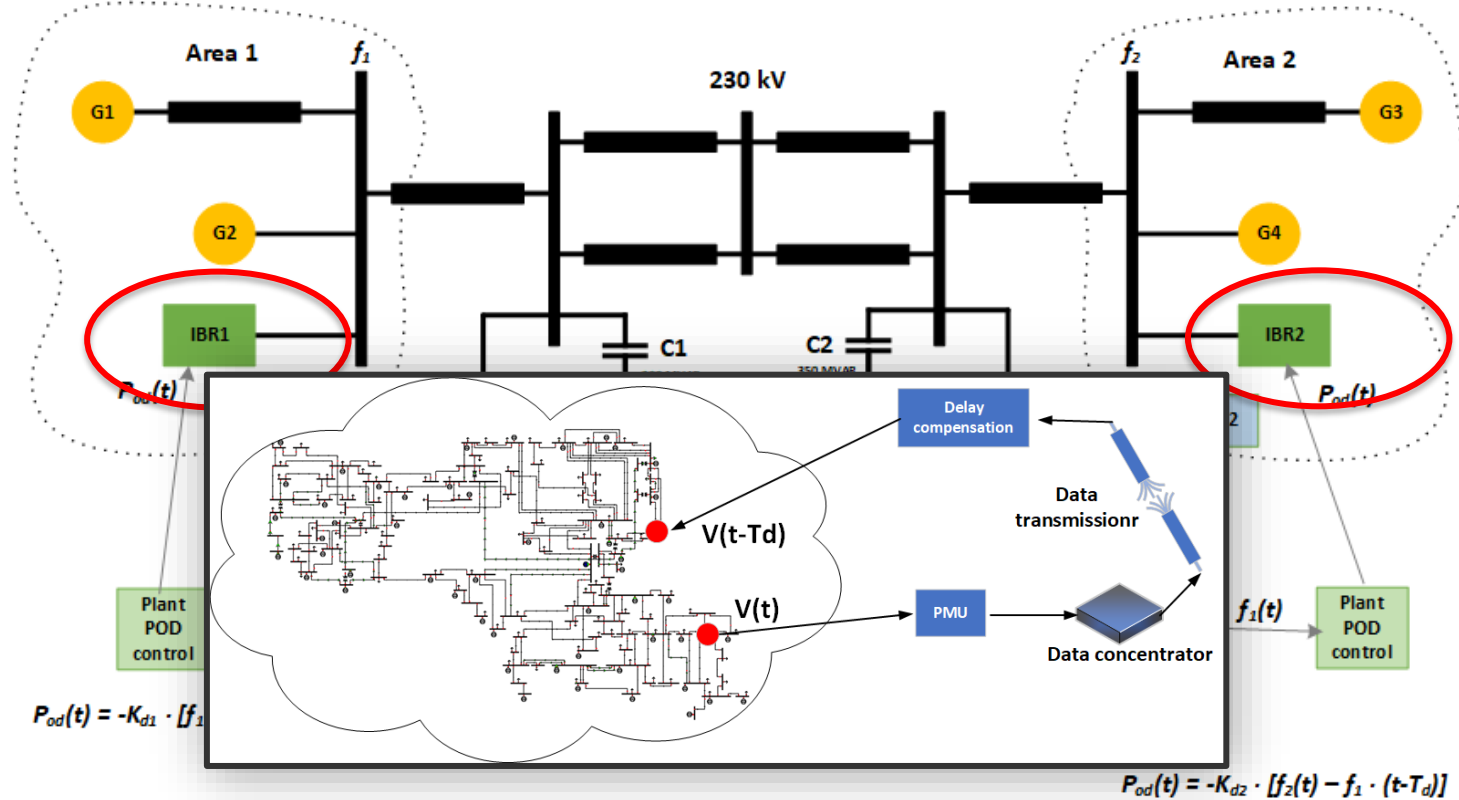 Area 1
f₁
230 kV
f₂
Area 2
G1
G3
G2
G4
IBR1
IBR2
C1
C2
350 MVAR
Pod(t)
Pod(t)
2
Delay
compensation
Data
transmissionr
V(t-Td)
V(t)
PMU
Data concentrator
f₁(t)
Plant
POD
control
Plant
POD
control
Pod(t) = -Kd1 · [f₁
Pod(t) = -Kd2 · [f₂(t) – f₁ · (t-Td)]